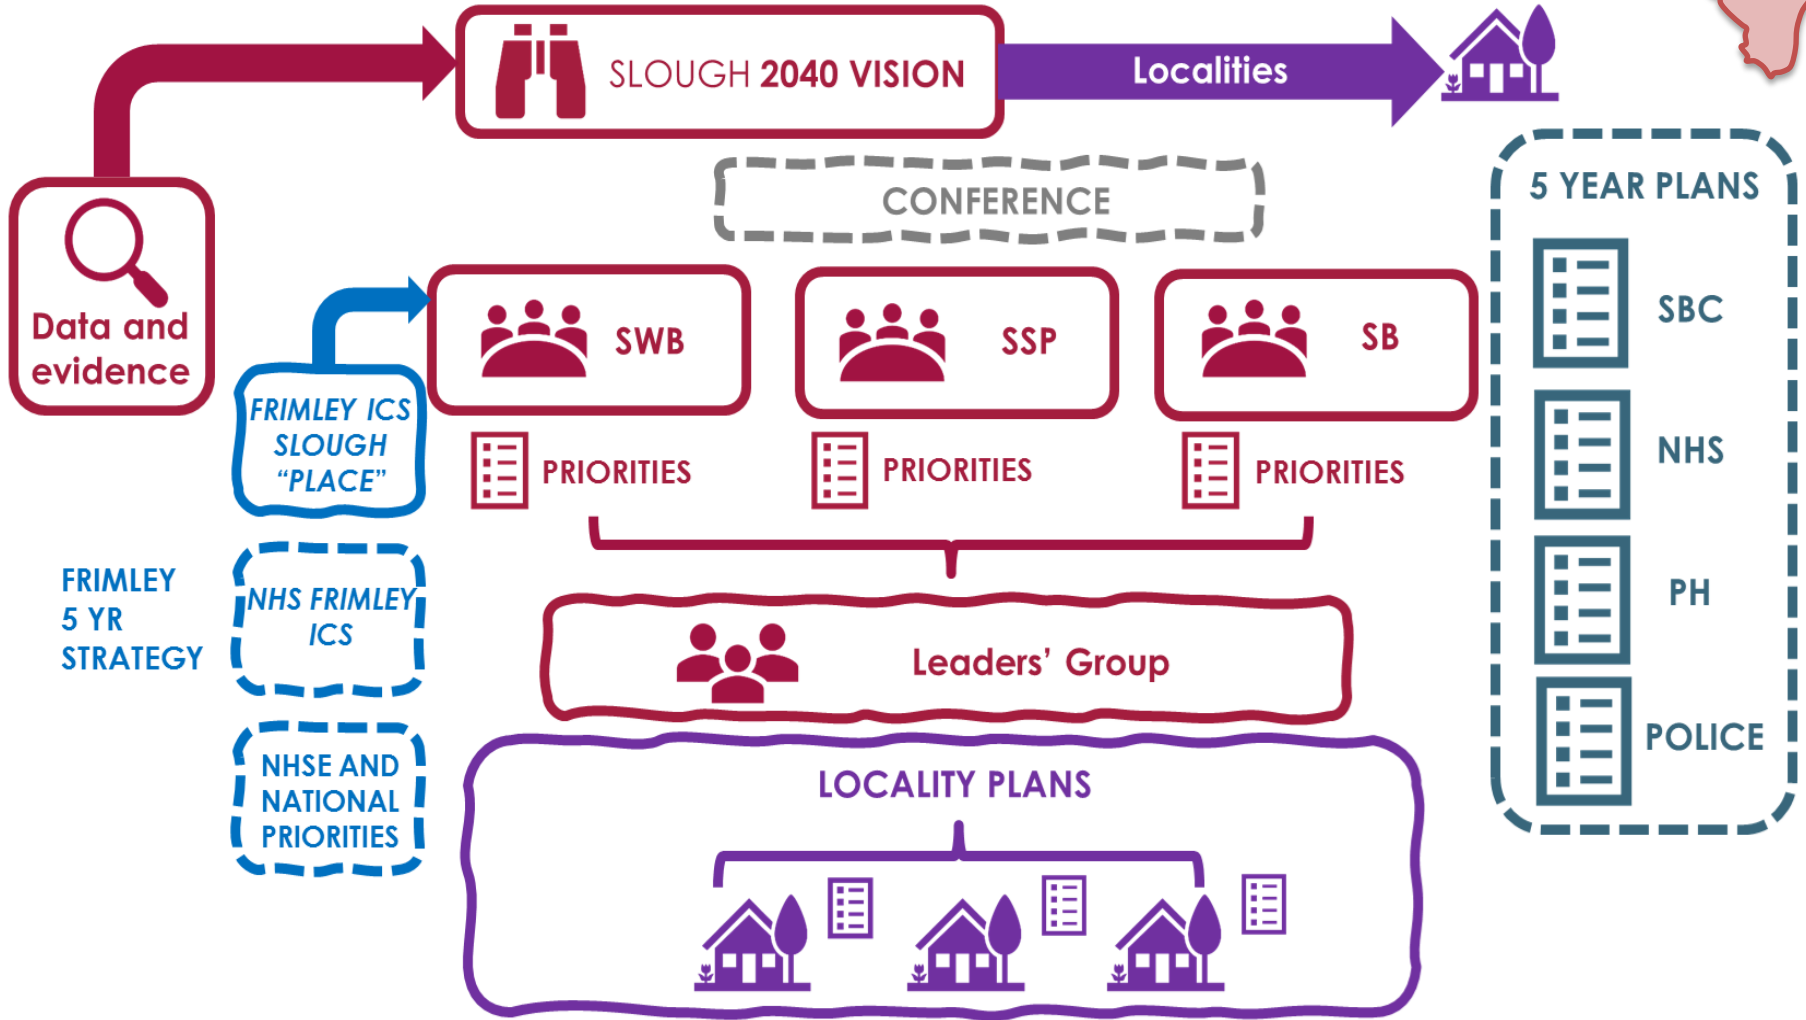 SLOUGH 2040 VISION
Localities
CONFERENCE
5 YEAR PLANS
SBC
NHS
PH
POLICE
Data and
evidence
FRIMLEY ICS
SLOUGH
“PLACE”
SWB
SSP
SB
PRIORITIES
PRIORITIES
PRIORITIES
FRIMLEY
5 YR
STRATEGY
NHS FRIMLEY
ICS
NHSE AND
NATIONAL
PRIORITIES
Leaders’ Group
LOCALITY PLANS